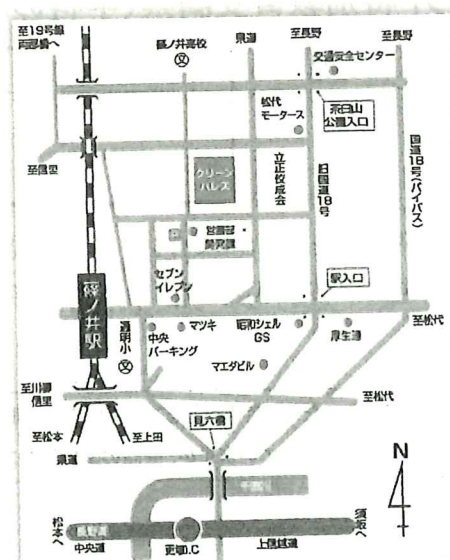 至19号線
両郡橋へ
篠ノ井高校
県道
至長野
至長野
交通安全センター
松代
モータース
茶臼山
公園入口
至信里
グリーン
パレス
立正佼成会
旧国道18号
国道18号(バイパス)
セブン
イレブン
駅入口
篠ノ井駅
通明小
中央
パーキング
マツキ
昭和シェル
GS
厚生連
至松代
マエダビル
至川柳
信里
至松代
見六橋
至松本
至上田
県道
N
松本へ
長野道
中央道
更埴J.C
上信越道
須坂へ